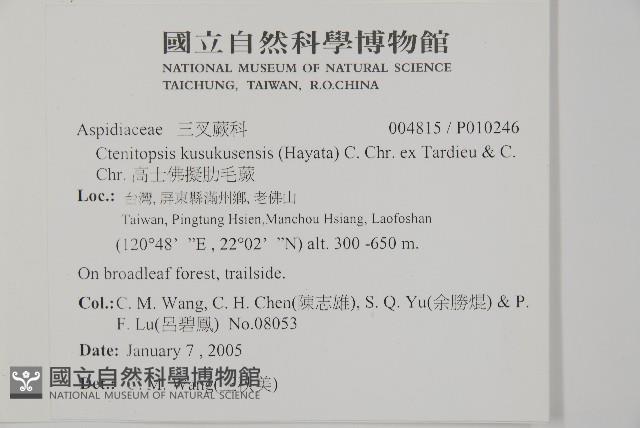 國立自然科學博物館
NATIONAL MUSEUM OF NATURAL SCIENCE
TAICHUNG, TAIWAN, R.O.CHINA
Aspidiaceae 三叉蕨科 004815 / P010246
Ctenitopsis kusukusensis (Hayata) C. Chr. ex Tardieu & C.
Chr. 高士佛擬肋毛蕨
Loc.: 台灣, 屏東縣滿州鄉, 老佛山
Taiwan, Pingtung Hsien,Manchou Hsiang, Laofoshan
(120°48’ ”E , 22°02’ ”N) alt. 300 -650 m.
On broadleaf forest, trailside.
Col.:C. M. Wang, C. H. Chen(陳志雄), S. Q. Yu(余勝焜) & P.
F. Lu(呂碧鳳) No.08053
Date: January 7 , 2005
Det.: M. Wang( 美)
國立自然科學博物館
NATIONAL MUSEUM OF NATURAL SCIENCE